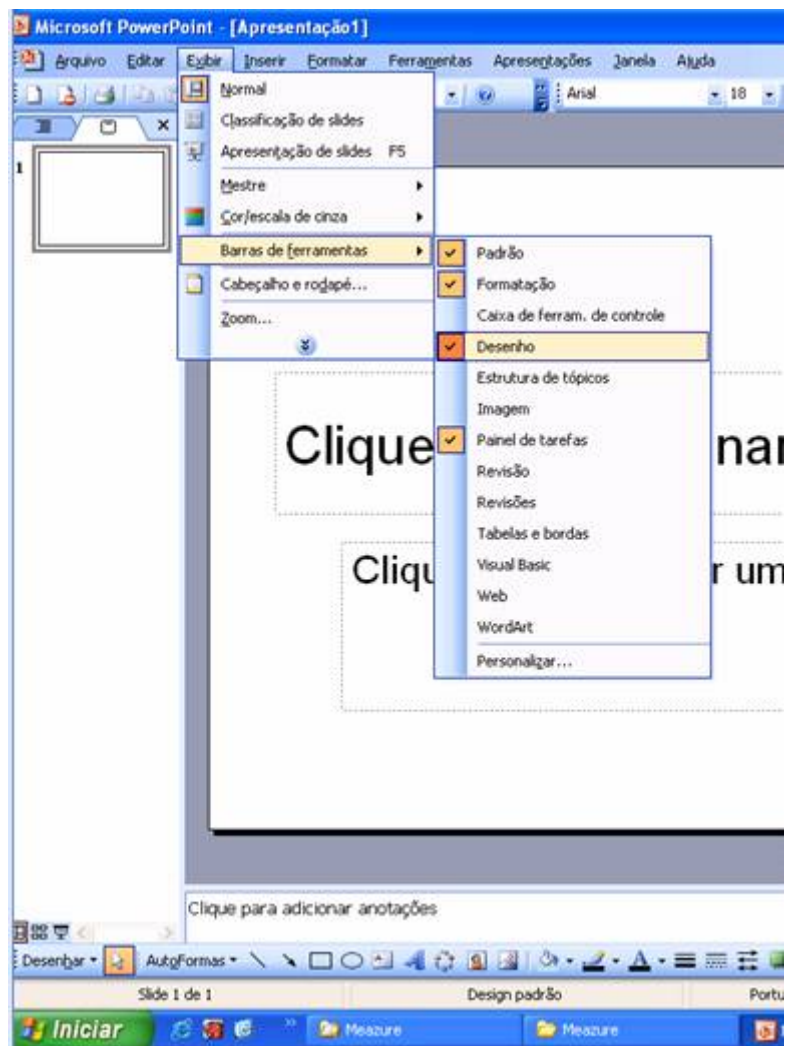 Microsoft PowerPoint - [Apresentação1]
Arquivo Editar Exibir Inserir Formatar Ferramentas Apresentações Janela Ajuda
Arial 18
Normal
Classificação de slides
Apresentação de slides F5
1
Mestre
Cor/escala de cinza
Barras de ferramentas
Cabeçalho e rodapé...
Zoom...
Padrão
Formatação
Caixa de ferram. de controle
Desenho
Estrutura de tópicos
Imagem
Painel de tarefas
Revisão
Revisões
Tabelas e bordas
Visual Basic
Web
WordArt
Personalizar...
Clique nar
Cliqu r um
Clique para adicionar anotações
Desenhar AutoFormas
Slide 1 de 1 Design padrão Portu
Iniciar Meazure Meazure